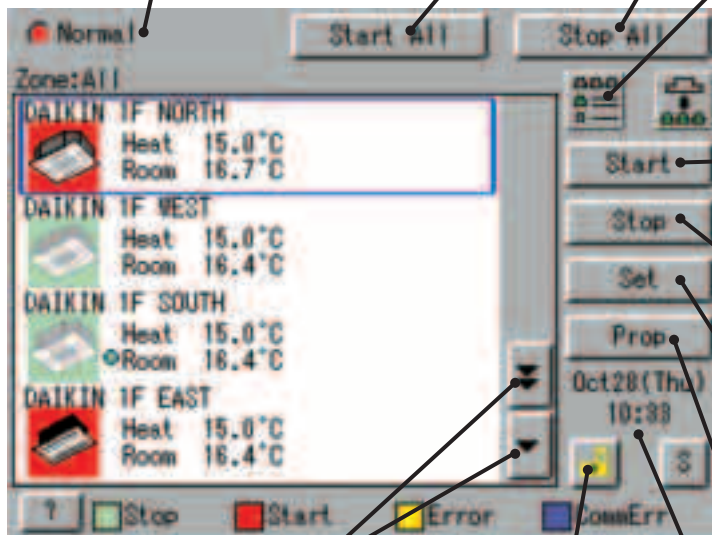 Normal
Start All
Stop All
Zone:All
DAIKIN 1F NORTH
Heat 15.0°C
Room 16.7°C
Start
DAIKIN 1F WEST
Heat 15.0°C
Room 16.4°C
Stop
DAIKIN 1F SOUTH
Heat 15.0°C
Room 16.4°C
Set
Prop
DAIKIN 1F EAST
Heat 15.0°C
Room 16.4°C
Oct28(Thu)
10:33
S
? Stop Start Error CommErr